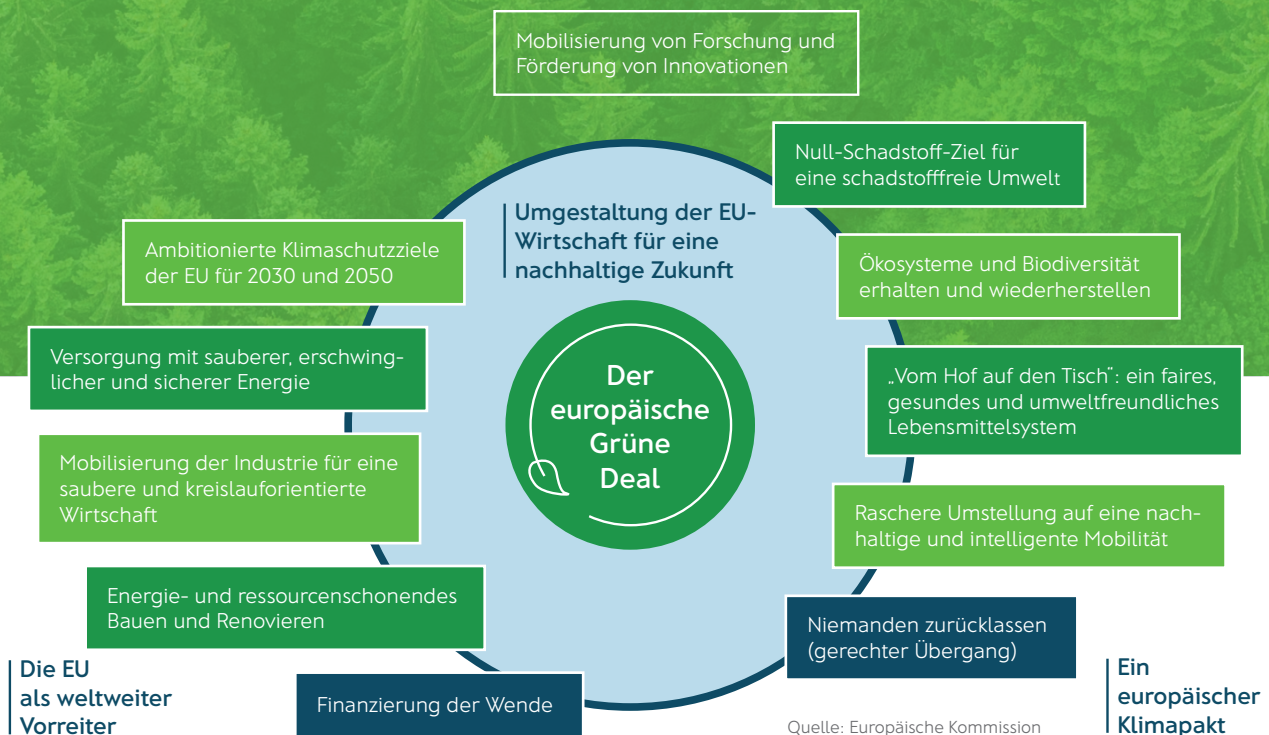 Mobilisierung von Forschung und
Förderung von Innovationen
Null-Schadstoff-Ziel für
eine schadstofffreie Umwelt
Umgestaltung der EU-
Wirtschaft für eine
nachhaltige Zukunft
Ambitionierte Klimaschutzziele
der EU für 2030 und 2050
Ökosysteme und Biodiversität
erhalten und wiederherstellen
Versorgung mit sauberer, erschwing-
licher und sicherer Energie
Der
europäische
Grüne
Deal
„Vom Hof auf den Tisch“: ein faires,
gesundes und umweltfreundliches
Lebensmittelsystem
Mobilisierung der Industrie für eine
saubere und kreislauforientierte
Wirtschaft
Raschere Umstellung auf eine nach-
haltige und intelligente Mobilität
Energie- und ressourcenschonendes
Bauen und Renovieren
Niemanden zurücklassen
(gerechter Übergang)
Die EU
als weltweiter
Vorreiter
Finanzierung der Wende
Ein
europäischer
Klimapakt
Quelle: Europäische Kommission